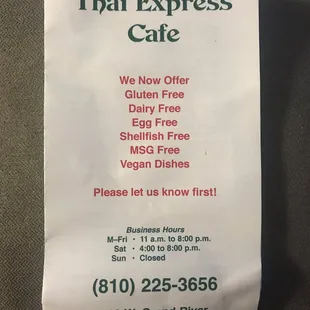 Thai Express
Cafe
We Now Offer
Gluten Free
Dairy Free
Egg Free
Shellfish Free
MSG Free
Vegan Dishes
Please let us know first!
Business Hours
M–Fri • 11 a.m. to 8:00 p.m.
Sat • 4:00 to 8:00 p.m.
Sun • Closed
(810) 225-3656
Grand River